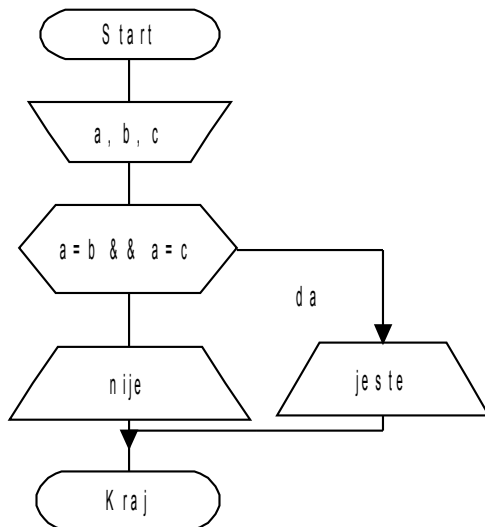 Start
a, b, c
a=b && a=c
da
nije
jeste
Kraj